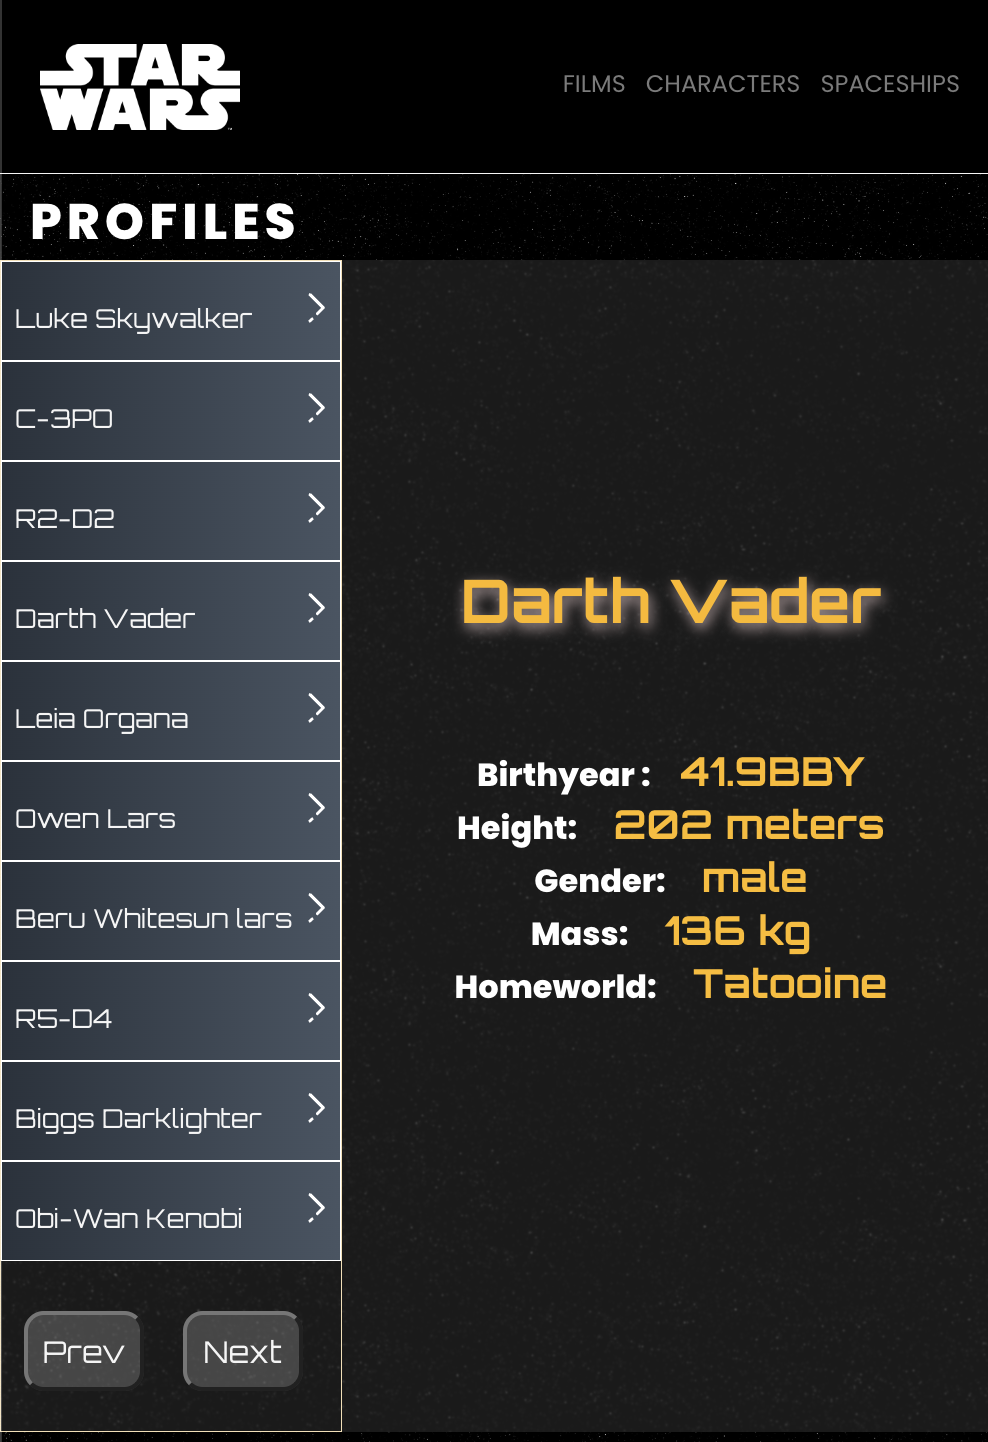 STAR
WARS
FILMS CHARACTERS SPACESHIPS
PROFILES
Luke Skywalker
C-3PO
R2-D2
Darth Vader
Leia Organa
Owen Lars
Beru Whitesun lars
R5-D4
Biggs Darklighter
Obi-Wan Kenobi
Prev Next
Darth Vader
Birthyear : 41.9BBY
Height: 202 meters
Gender: male
Mass: 136 kg
Homeworld: Tatooine